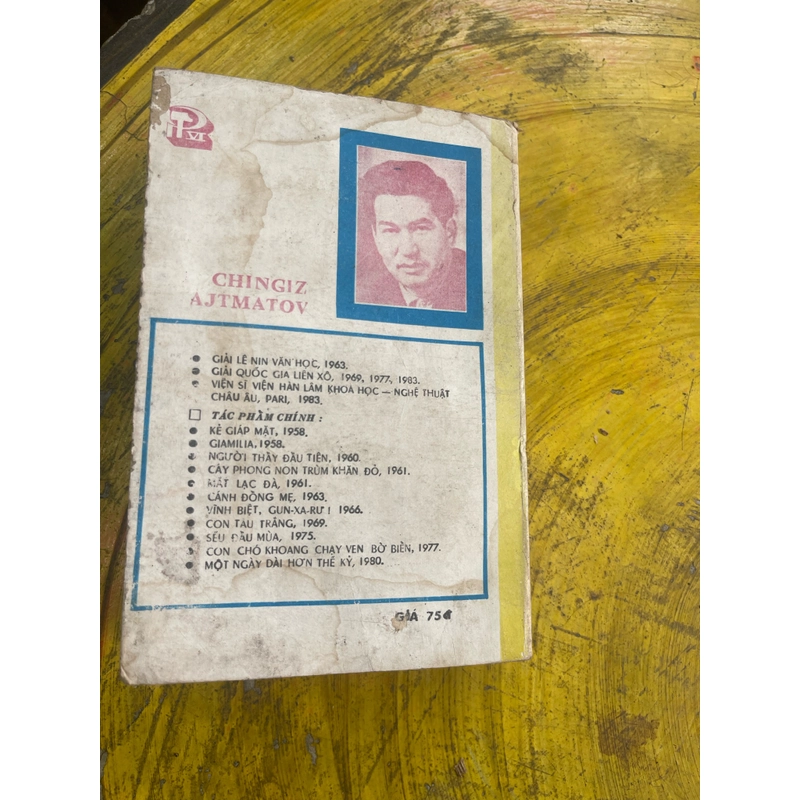 CHINGIZ
AJTMATOV
● GIẢI LÊ NIN VĂN HỌC, 1963.
● GIẢI QUỐC GIA LIÊN XÔ, 1969, 1977, 1983.
● VIỆN SĨ VIỆN HÀN LÂM KHOA HỌC — NGHỆ THUẬT
CHÂU ÂU, PARI, 1983.
☐ TÁC PHẨM CHÍNH :
● KẺ GIÁP MẶT, 1958.
● GIAMILIA, 1958.
● NGƯỜI THẦY ĐẦU TIÊN, 1960.
● CÂY PHONG NON TRÙM KHĂN ĐỎ, 1961.
● MẮT LẠC ĐÀ, 1961.
● CÁNH ĐỒNG MẸ, 1963.
● VĨNH BIỆT, GUN-XA-RƯ ! 1966.
● CON TÀU TRẮNG, 1969.
● SẾU ĐẦU MÙA, 1975.
● CON CHÓ KHOANG CHẠY VEN BỜ BIỂN, 1977.
● MỘT NGÀY DÀI HƠN THẾ KỶ, 1980.
GIÁ 75đ